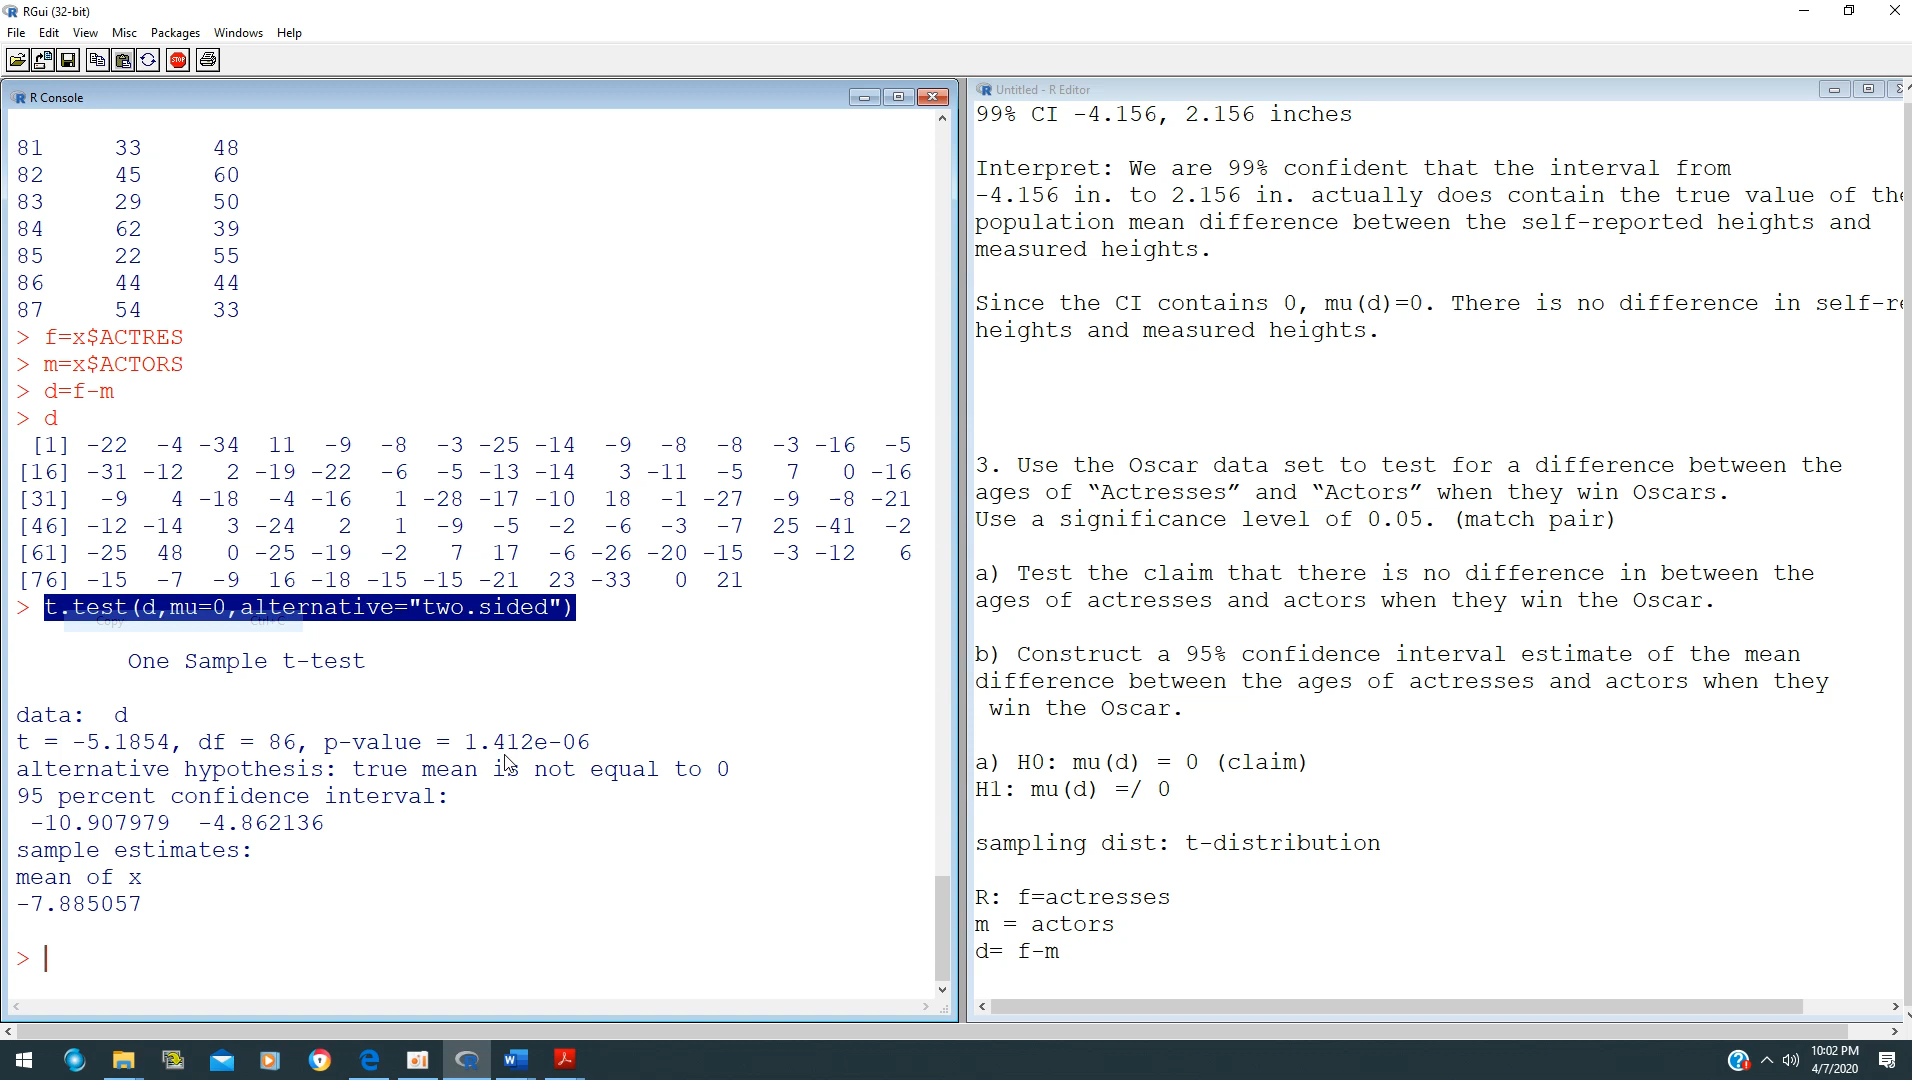 RGui (32-bit)
File Edit View Misc Packages Windows Help
STOP
R Console
81 33 48
82 45 60
83 29 50
84 62 39
85 22 55
86 44 44
87 54 33
> f=x$ACTRES
> m=x$ACTORS
> d=f-m
> d
[1] -22 -4 -34 11 -9 -8 -3 -25 -14 -9 -8 -8 -3 -16 -5
[16] -31 -12 2 -19 -22 -6 -5 -13 -14 3 -11 -5 7 0 -16
[31] -9 4 -18 -4 -16 1 -28 -17 -10 18 -1 -27 -9 -8 -21
[46] -12 -14 3 -24 2 1 -9 -5 -2 -6 -3 -7 25 -41 -2
[61] -25 48 0 -25 -19 -2 7 17 -6 -26 -20 -15 -3 -12 6
[76] -15 -7 -9 16 -18 -15 -15 -21 23 -33 0 21
> t.test(d,mu=0,alternative="two.sided")
Copy Ctrl+C
One Sample t-test
data: d
t = -5.1854, df = 86, p-value = 1.412e-06
alternative hypothesis: true mean is not equal to 0
95 percent confidence interval:
-10.907979 -4.862136
sample estimates:
mean of x
-7.885057
>
Untitled - R Editor
99% CI -4.156, 2.156 inches
Interpret: We are 99% confident that the interval from
-4.156 in. to 2.156 in. actually does contain the true value of the
population mean difference between the self-reported heights and
measured heights.
Since the CI contains 0, mu(d)=0. There is no difference in self-re
heights and measured heights.
3. Use the Oscar data set to test for a difference between the
ages of “Actresses” and “Actors” when they win Oscars.
Use a significance level of 0.05. (match pair)
a) Test the claim that there is no difference in between the
ages of actresses and actors when they win the Oscar.
b) Construct a 95% confidence interval estimate of the mean
difference between the ages of actresses and actors when they
win the Oscar.
a) H0: mu(d) = 0 (claim)
H1: mu(d) =/ 0
sampling dist: t-distribution
R: f=actresses
m = actors
d= f-m
10:02 PM
4/7/2020